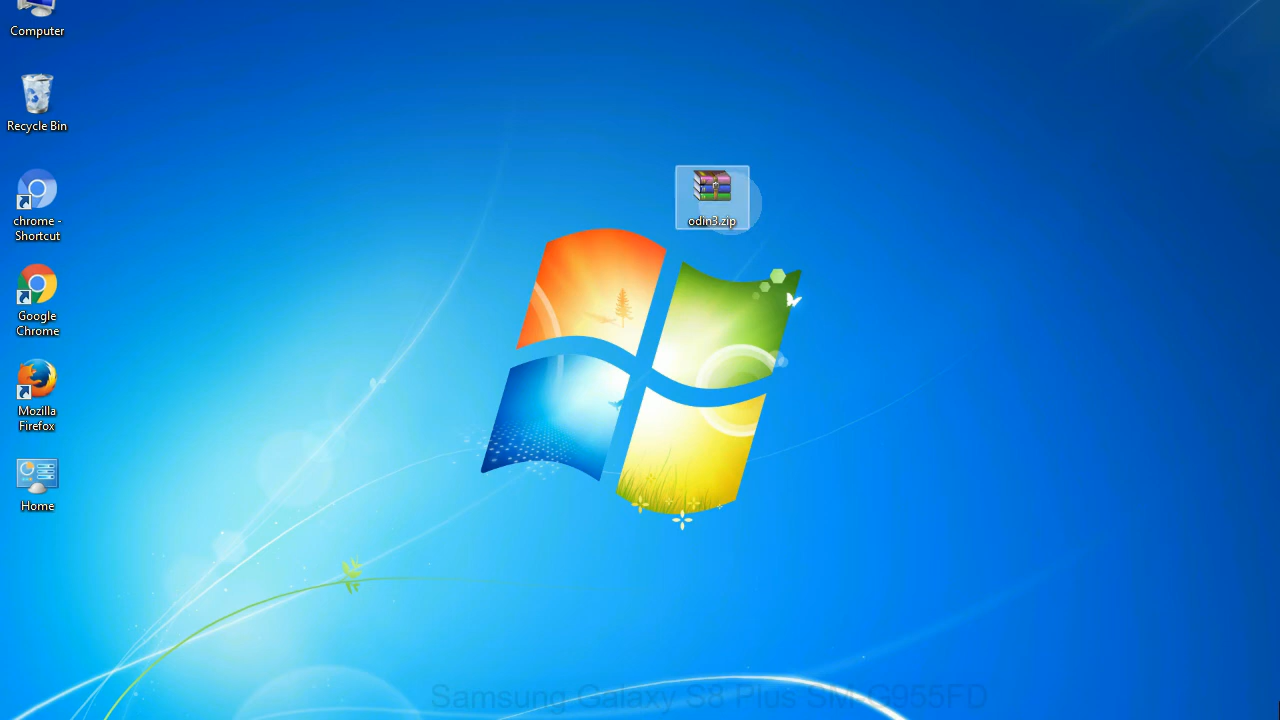 Computer
Recycle Bin
chrome -
Shortcut
Google
Chrome
Mozilla
Firefox
Home
odin3.zip
Samsung Galaxy S8 Plus SM-G955FD